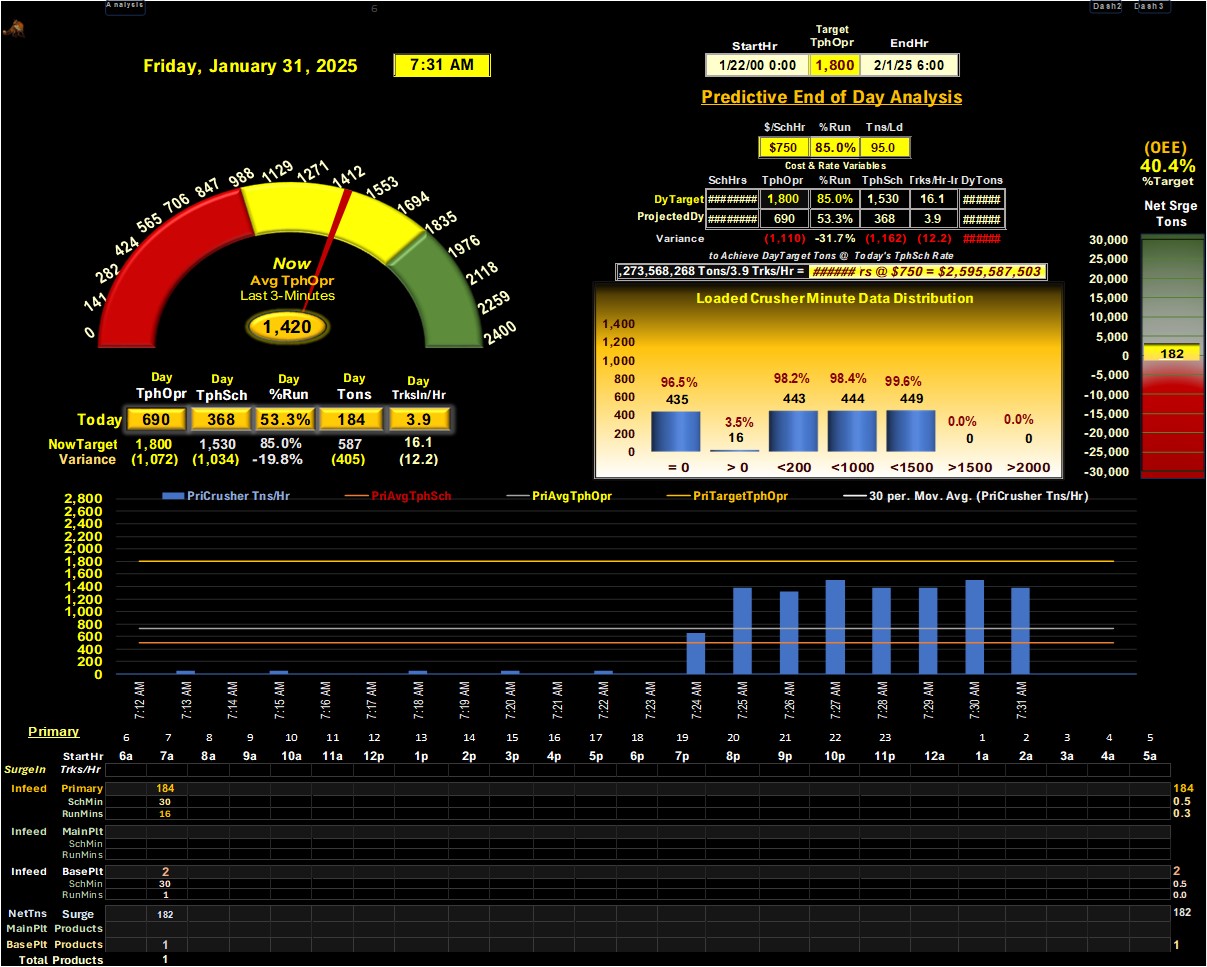 Analysis
6
Dash2 Dash3
Friday, January 31, 2025 7:31 AM
StartHr Target TphOpr EndHr
1/22/00 0:00 1,800 2/1/25 6:00
Predictive End of Day Analysis
$/SchHr %Run Tns/Ld
$750 85.0% 95.0
Cost & Rate Variables
SchHrs TphOpr %Run TphSch Trks/Hr-Ir DyTons
DyTarget ######## 1,800 85.0% 1,530 16.1 ######
ProjectedDy ######## 690 53.3% 368 3.9 ######
Variance (1,110) -31.7% (1,162) (12.2) ######
to Achieve DayTarget Tons @ Today's TphSch Rate
,273,568,268 Tons/3.9 Trks/Hr = ###### rs @ $750 = $2,595,587,503
(OEE)
40.4%
%Target
Net Srge
Tons
30,000
25,000
20,000
15,000
10,000
5,000
0
182
-5,000
-10,000
-15,000
-20,000
-25,000
-30,000
0 141 282 424 565 706 847 988 1129 1271 1412 1553 1694 1835 1976 2118 2259 2400
Now
Avg TphOpr
Last 3-Minutes
1,420
Loaded Crusher Minute Data Distribution
1,400
1,200
1,000
800
600
400
200
0
96.5% 3.5% 98.2% 98.4% 99.6% 0.0% 0.0%
435 16 443 444 449 0 0
= 0 > 0 <200 <1000 <1500 >1500 >2000
Day Day Day Day Day
TphOpr TphSch %Run Tons TrksIn/Hr
Today 690 368 53.3% 184 3.9
NowTarget 1,800 1,530 85.0% 587 16.1
Variance (1,072) (1,034) -19.8% (405) (12.2)
PriCrusher Tns/Hr PriAvgTphSch PriAvgTphOpr PriTargetTphOpr 30 per. Mov. Avg. (PriCrusher Tns/Hr)
2,800
2,600
2,400
2,200
2,000
1,800
1,600
1,400
1,200
1,000
800
600
400
200
0
7:12 AM 7:13 AM 7:14 AM 7:15 AM 7:16 AM 7:17 AM 7:18 AM 7:19 AM 7:20 AM 7:21 AM 7:22 AM 7:23 AM 7:24 AM 7:25 AM 7:26 AM 7:27 AM 7:28 AM 7:29 AM 7:30 AM 7:31 AM
Primary
6 7 8 9 10 11 12 13 14 15 16 17 18 19 20 21 22 23 1 2 3 4 5
StartHr 6a 7a 8a 9a 10a 11a 12p 1p 2p 3p 4p 5p 6p 7p 8p 9p 10p 11p 12a 1a 2a 3a 4a 5a
SurgeIn Trks/Hr
Infeed Primary 184 184
SchMin 30 0.5
RunMins 16 0.3
Infeed MainPlt
SchMin
RunMins
Infeed BasePlt 2 2
SchMin 30 0.5
RunMins 1 0.0
NetTns Surge 182 182
MainPlt Products
BasePlt Products 1 1
Total Products 1